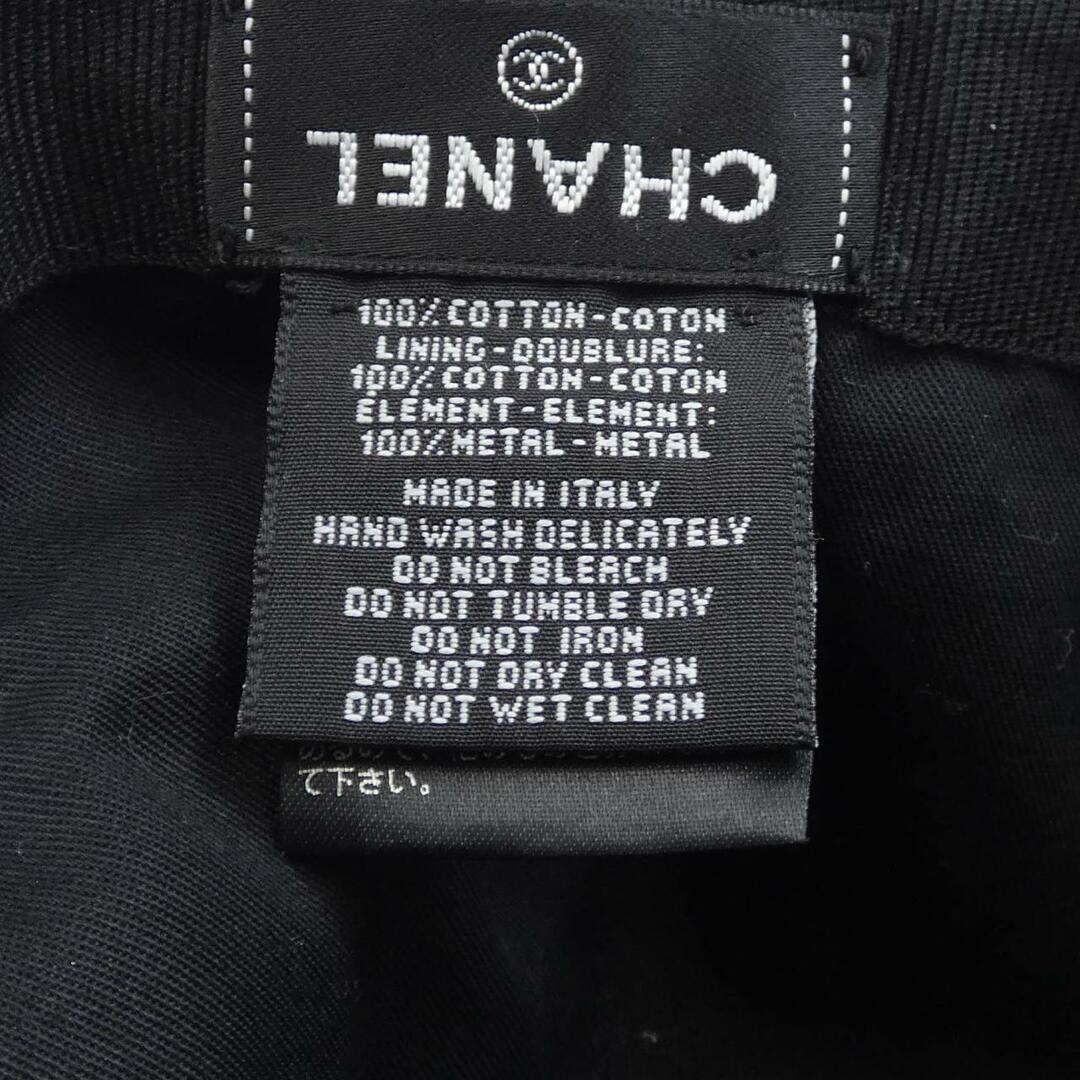 CHANEL
100% COTTON-COTON
LINING-DOUBLURE:
100% COTTON-COTON
ELEMENT-ELEMENT:
100% METAL-METAL
MADE IN ITALY
HAND WASH DELICATELY
DO NOT BLEACH
DO NOT TUMBLE DRY
DO NOT IRON
DO NOT DRY CLEAN
DO NOT WET CLEAN
て下さい。